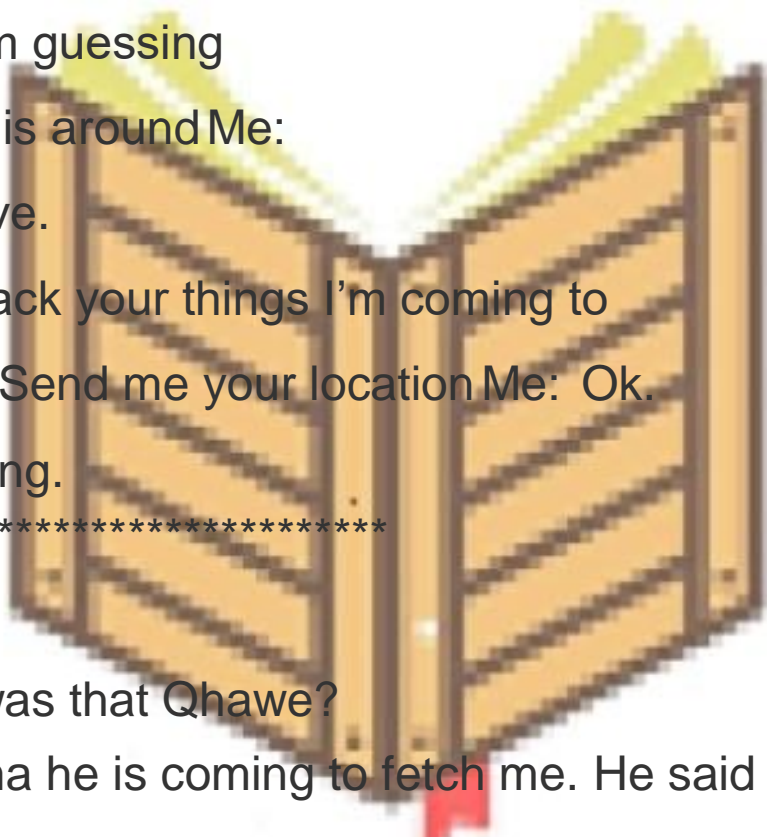 m guessing
is around Me:
ve.
ack your things I’m coming to
Send me your location Me: Ok.
ng.
*********************
was that Qhawe?
na he is coming to fetch me. He said